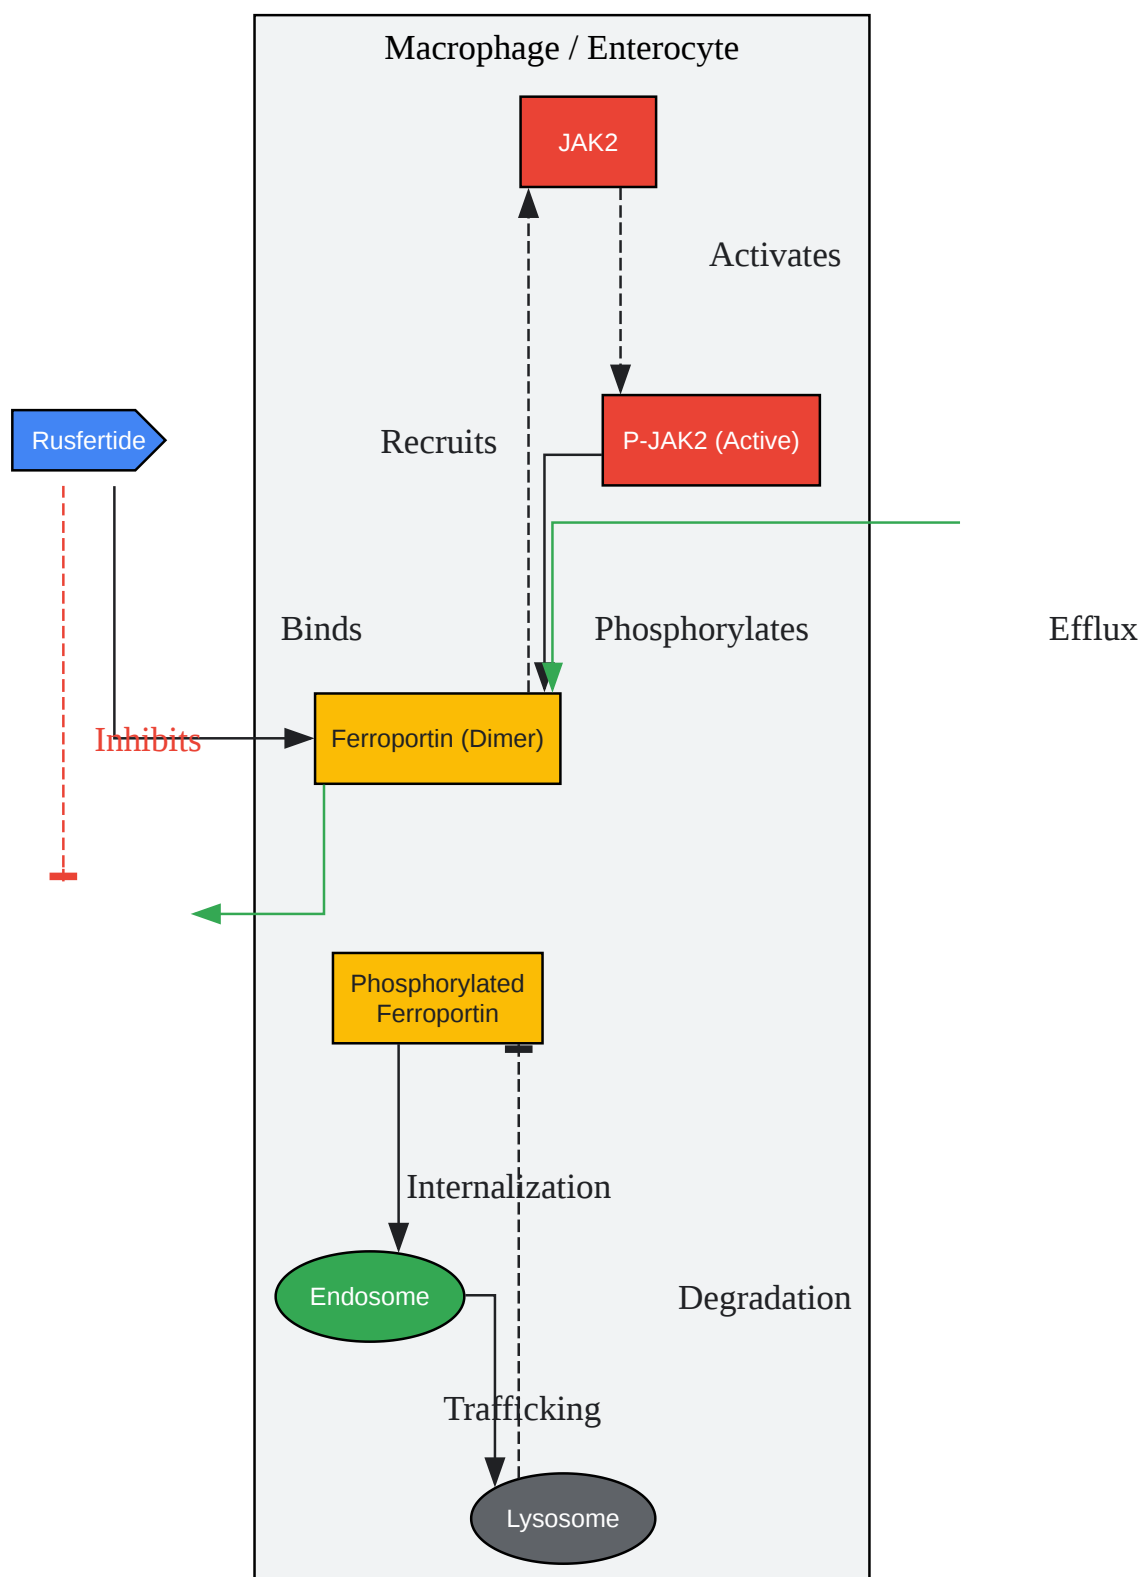 Macrophage / Enterocyte
JAK2
Activates
Rusfertide
Recruits
P-JAK2 (Active)
Binds
Phosphorylates
Efflux
Inhibits
Ferroportin (Dimer)
Phosphorylated
Ferroportin
Internalization
Endosome
Degradation
Trafficking
Lysosome